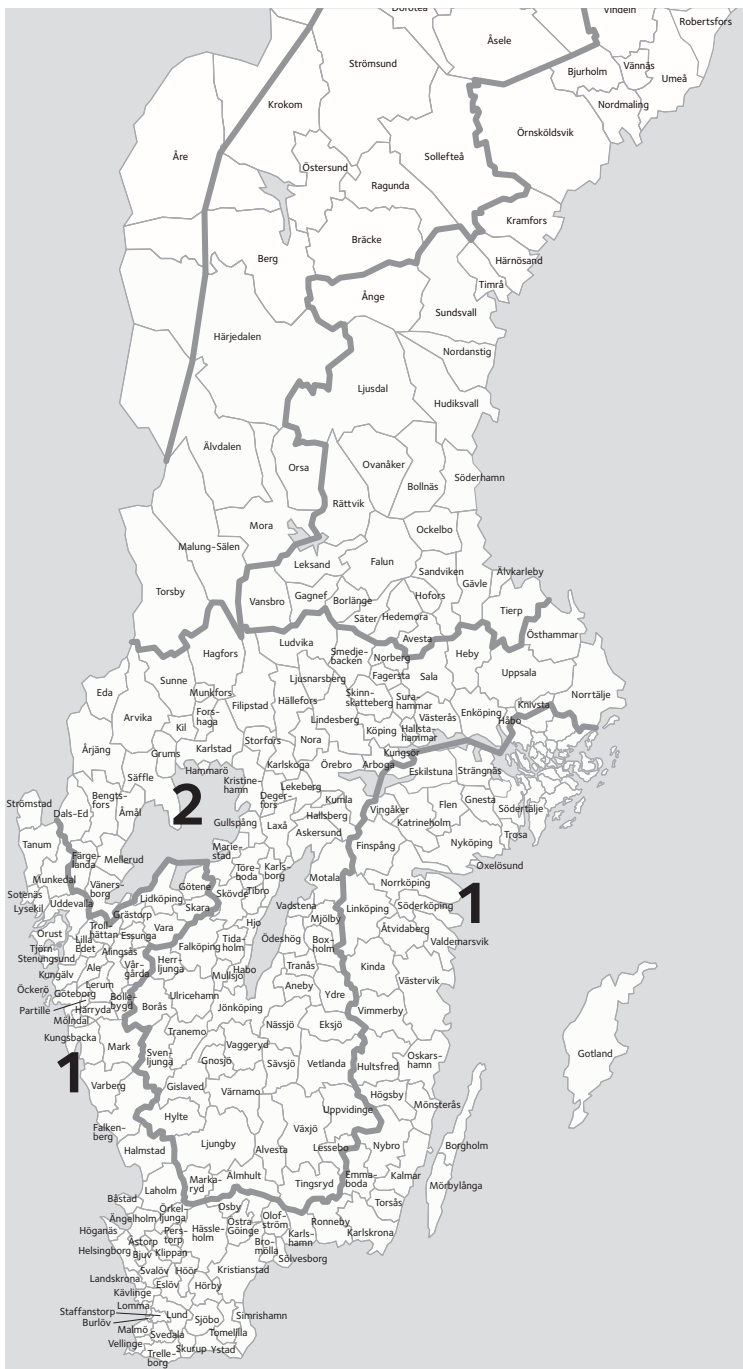 Dorotea
Vindeln
Robertsfors
Åsele
Strömsund
Bjurholm
Vännäs
Umeå
Krokom
Nordmaling
Örnsköldsvik
Åre
Sollefteå
Östersund
Ragunda
Kramfors
Bräcke
Berg
Härnösand
Timrå
Ånge
Sundsvall
Härjedalen
Nordanstig
Ljusdal
Hudiksvall
Älvdalen
Orsa
Ovanåker
Bollnäs
Söderhamn
Rättvik
Mora
Ockelbo
Malung-Sälen
Leksand
Falun
Sandviken
Älvkarleby
Gävle
Torsby
Vansbro
Gagnef
Borlänge
Hofors
Tierp
Säter
Hedemora
Östhammar
Avesta
Ludvika
Hagfors
Smedje-
backen
Norberg
Heby
Sunne
Fagersta
Sala
Uppsala
Ljusnarsberg
Eda
Munkfors
Skinn-
skatteberg
Sura-
hammar
Norrtälje
Filipstad
Hällefors
Knivsta
Arvika
Fors-
haga
Lindesberg
Västerås
Enköping
Håbo
Kil
Köping
Hallsta-
hammar
Storfors
Nora
Årjäng
Grums
Karlstad
Kungsör
Karlskoga
Örebro
Arboga
Eskilstuna
Strängnäs
Säffle
Hammarö
Kristine-
hamn
Lekeberg
Bengts-
fors
Deger-
fors
Kumla
Strömstad
Åmål
2
Vingåker
Flen
Gnesta
Södertälje
Dals-Ed
Gullspång
Laxå
Hallsberg
Askersund
Katrineholm
Trosa
Tanum
Finspång
Nyköping
Färge-
landa
Mellerud
Marie-
stad
Oxelösund
Munkedal
Töre-
boda
Karls-
borg
Motala
Norrköping
Väners-
borg
Götene
Sotenäs
Skövde
Tibro
Lidköping
Lysekil
Uddevalla
Skara
Vadstena
Linköping
Söderköping
1
Grästorp
Mjölby
Orust
Troll-
hättan
Vara
Hjo
Åtvidaberg
Lilla
Edet
Essunga
Tida-
holm
Ödeshög
Box-
holm
Valdemarsvik
Tjörn
Stenungsund
Alingsås
Falköping
Kungälv
Ale
Vår-
gårda
Herr-
ljunga
Habo
Tranås
Kinda
Mullsjö
Västervik
Öckerö
Göteborg
Lerum
Aneby
Ydre
Bolle-
bygd
Ulricehamn
Partille
Härryda
Borås
Jönköping
Vimmerby
Mölndal
Nässjö
Eksjö
Kungsbacka
Mark
Tranemo
Vaggeryd
Sven-
ljunga
Gnosjö
Sävsjö
Vetlanda
Hultsfred
Oskars-
hamn
Gotland
1
Varberg
Gislaved
Värnamo
Högsby
Mönsterås
Hylte
Uppvidinge
Falken-
berg
Växjö
Ljungby
Nybro
Borgholm
Halmstad
Alvesta
Lessebo
Marka-
ryd
Älmhult
Tingsryd
Emma-
boda
Kalmar
Laholm
Mörbylånga
Båstad
Torsås
Örkel-
ljunga
Osby
Ängelholm
Östra
Göinge
Olof-
ström
Ronneby
Höganäs
Pers-
torp
Hässle-
holm
Karls-
hamn
Karlskrona
Åstorp
Bro-
mölla
Helsingborg
Bjuv
Klippan
Sölvesborg
Svalöv
Höör
Kristianstad
Landskrona
Eslöv
Hörby
Kävlinge
Lomma
Staffanstorp
Lund
Simrishamn
Burlöv
Sjöbo
Malmö
Svedala
Tomelilla
Vellinge
Trelle-
borg
Skurup
Ystad